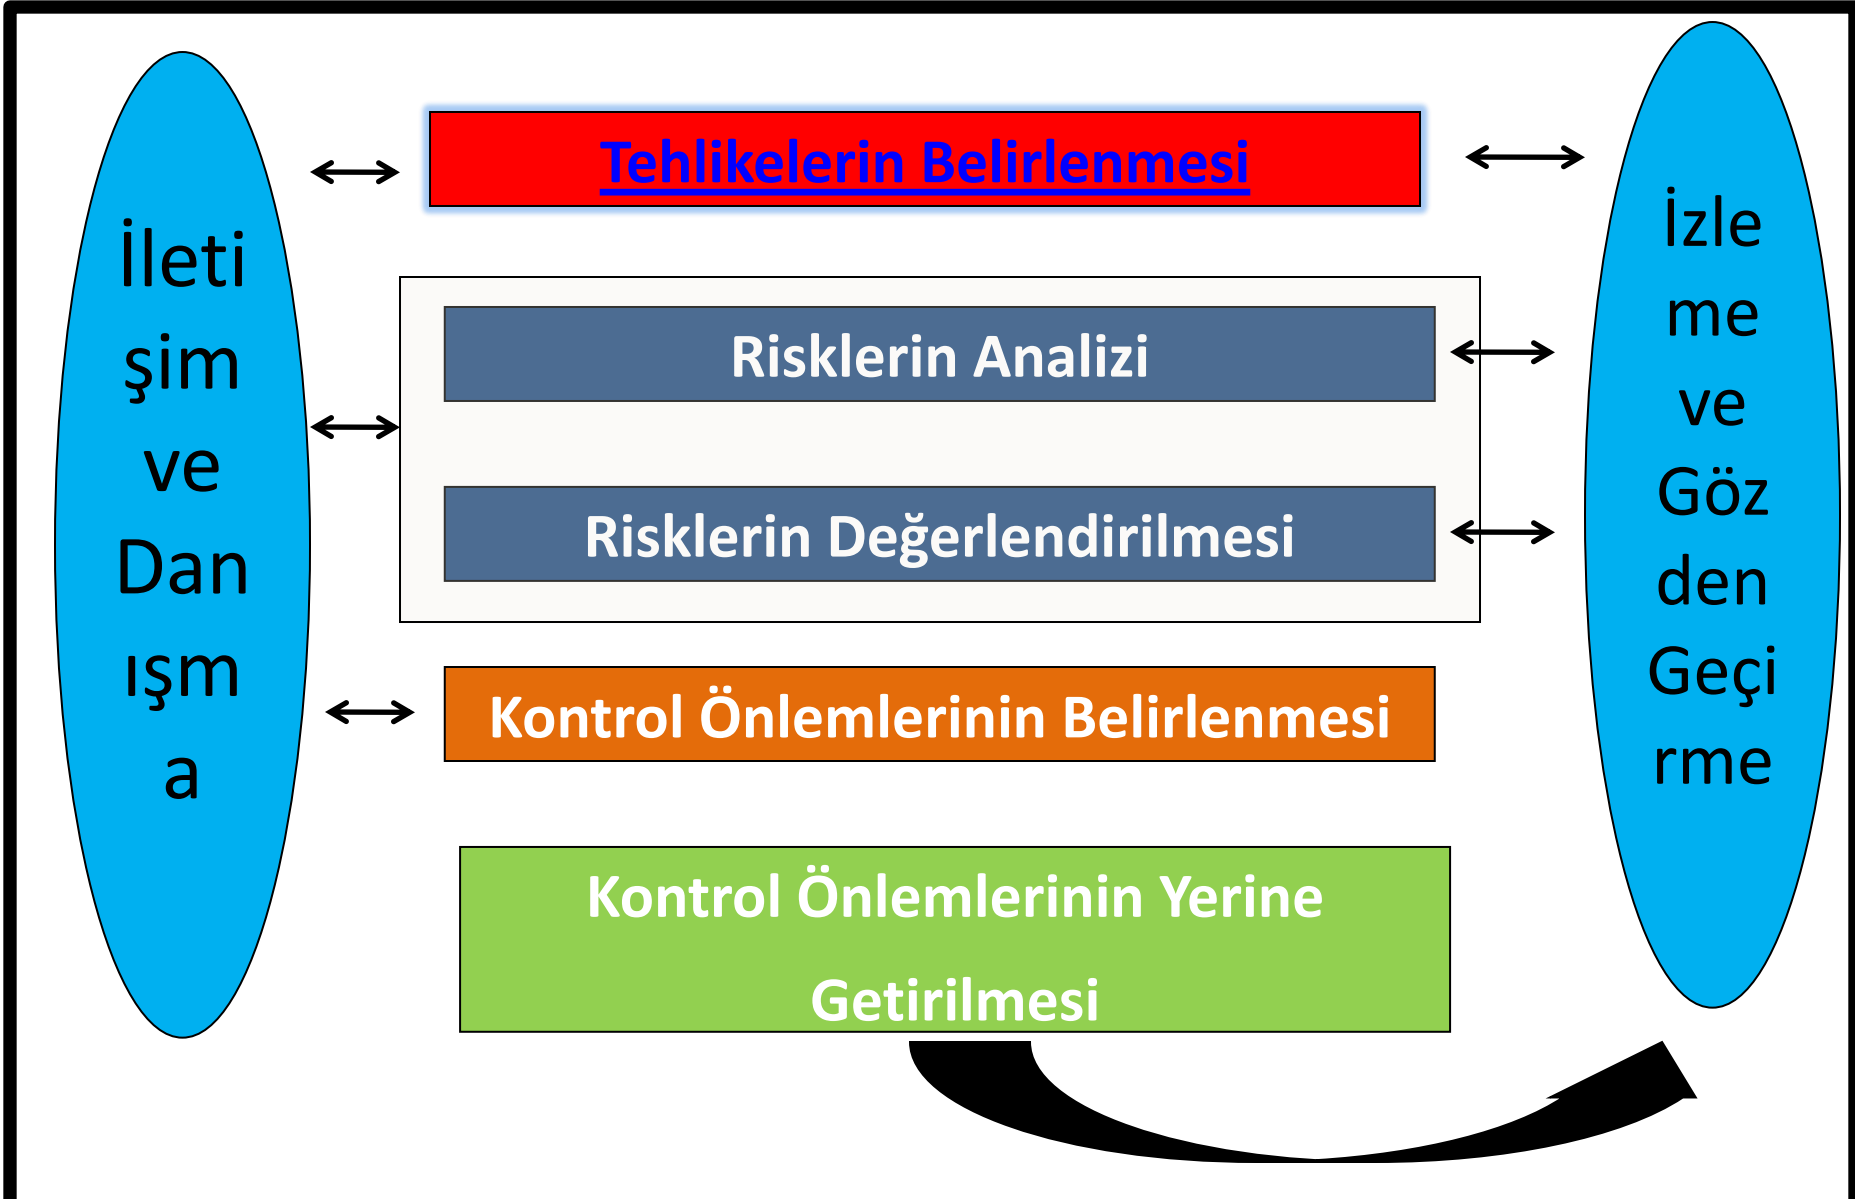 İleti
şim
ve
Dan
ışm
a
Tehlikelerin Belirlenmesi
Risklerin Analizi
Risklerin Değerlendirilmesi
Kontrol Önlemlerinin Belirlenmesi
Kontrol Önlemlerinin Yerine
Getirilmesi
İzle
me
ve
Göz
den
Geçi
rme